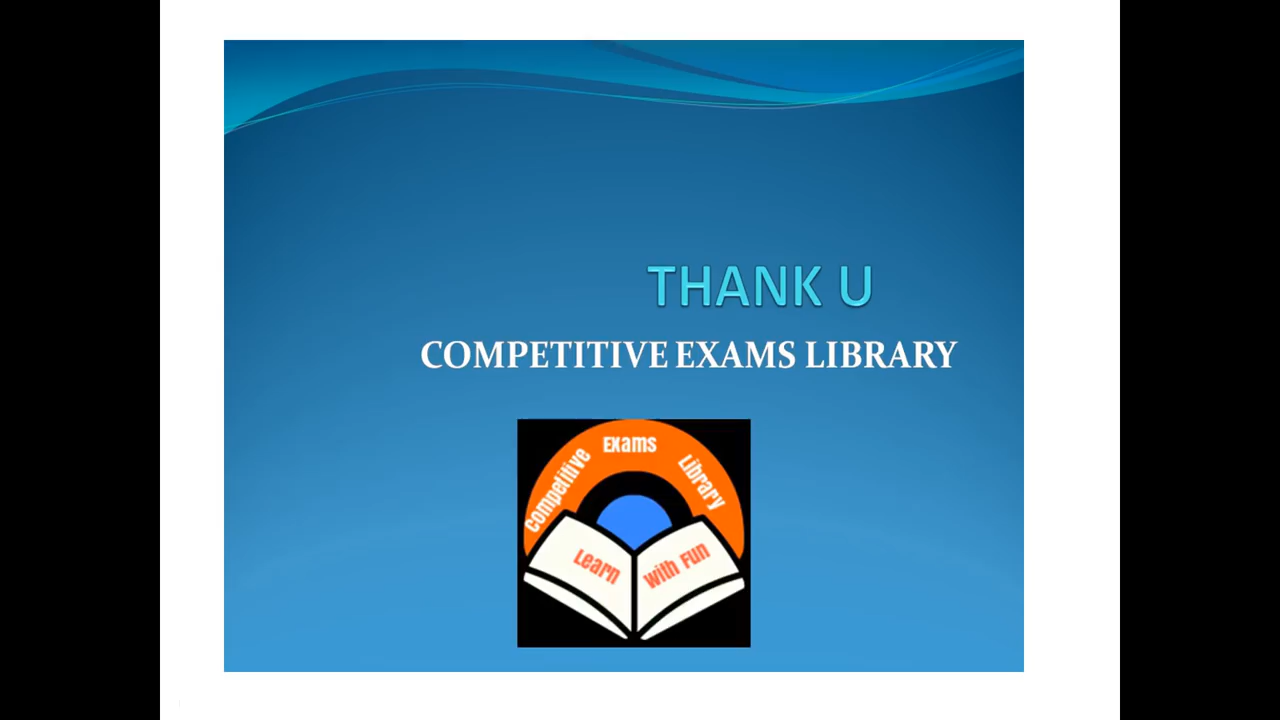 THANK U
COMPETITIVE EXAMS LIBRARY
Competitive Exams Library
Learn with Fun